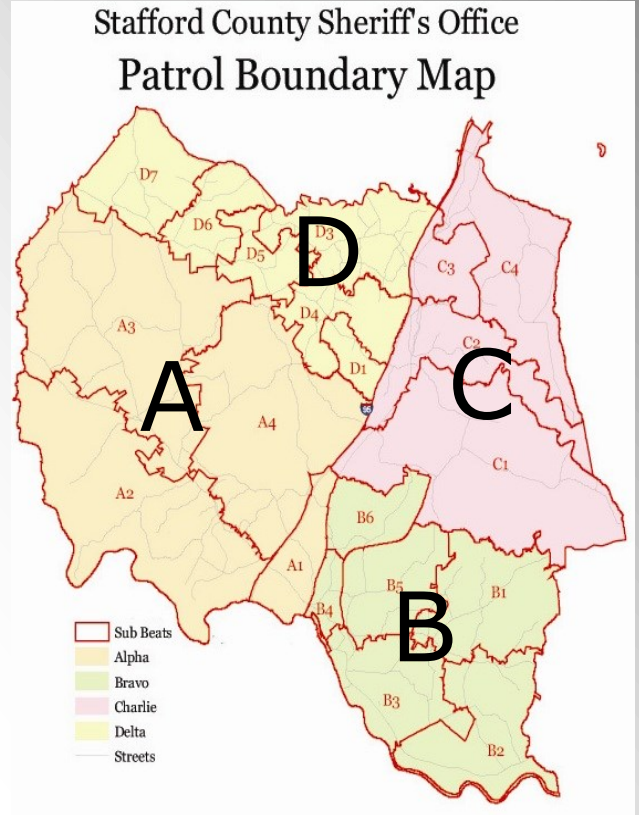 Stafford County Sheriff's Office
Patrol Boundary Map
D7
D6
D3
D5
D
C3
C4
D4
A3
C2
D1
A
C
95
A4
C1
A2
B6
A1
B5
B1
B4
B
B3
B2
Sub Beats
Alpha
Bravo
Charlie
Delta
Streets